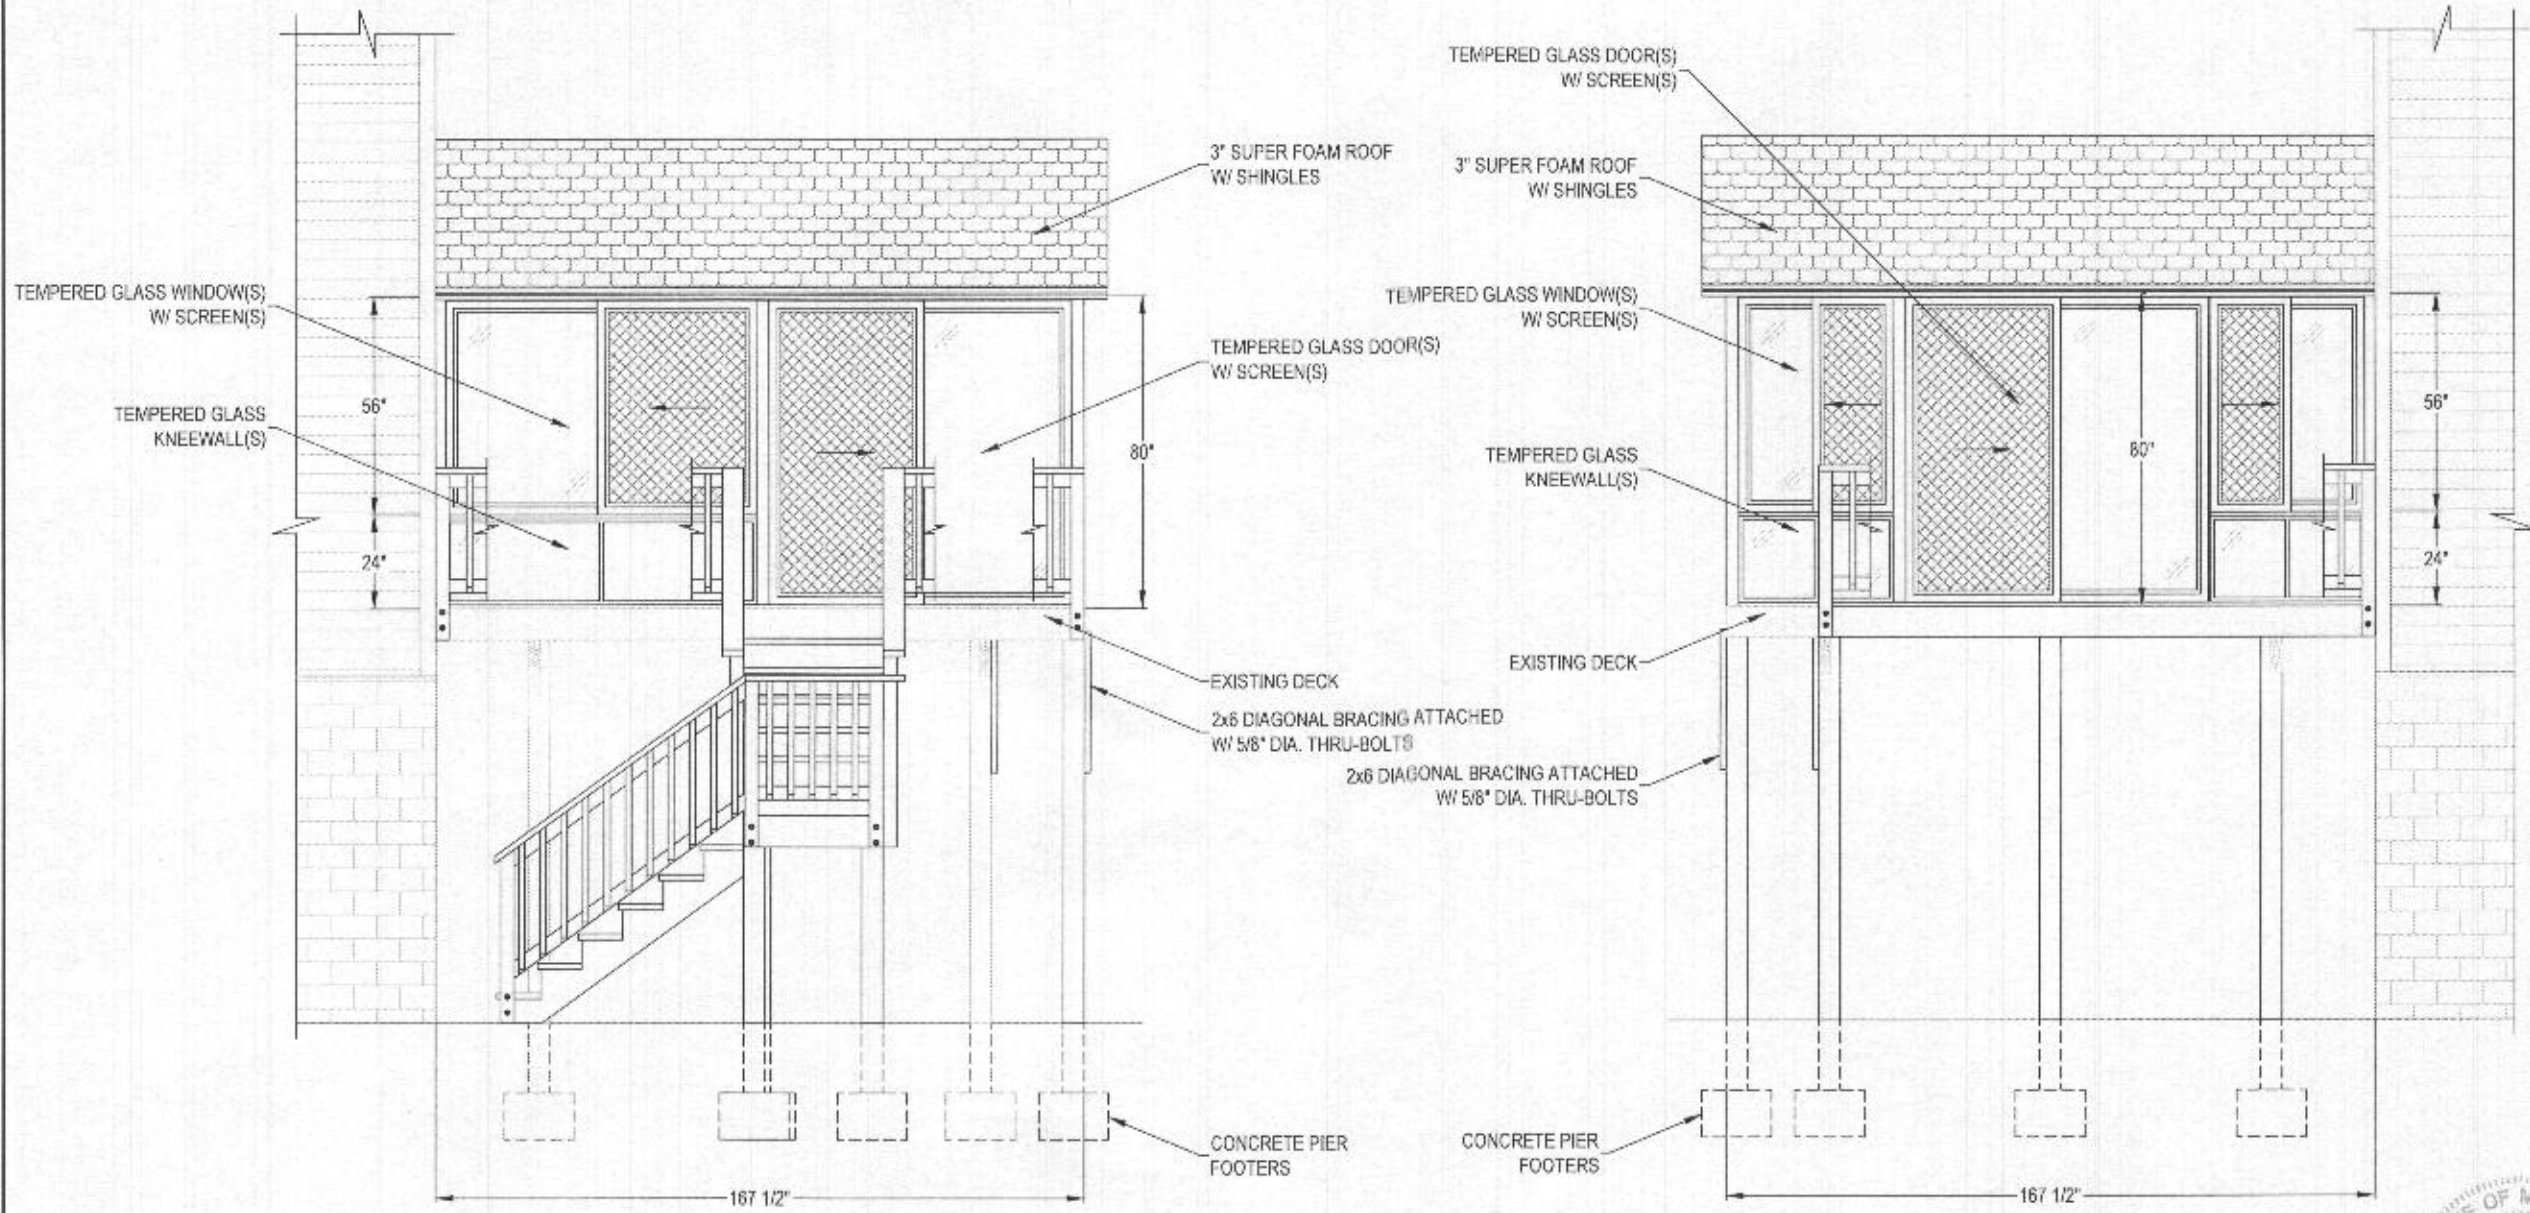 TEMPERED GLASS WINDOW(S)
W/ SCREEN(S)
TEMPERED GLASS
KNEEWALL(S)
56"
24"
3" SUPER FOAM ROOF
W/ SHINGLES
TEMPERED GLASS DOOR(S)
W/ SCREEN(S)
80"
EXISTING DECK
2x6 DIAGONAL BRACING ATTACHED
W/ 5/8" DIA. THRU-BOLTS
CONCRETE PIER
FOOTERS
167 1/2"
TEMPERED GLASS DOOR(S)
W/ SCREEN(S)
3" SUPER FOAM ROOF
W/ SHINGLES
TEMPERED GLASS WINDOW(S)
W/ SCREEN(S)
TEMPERED GLASS
KNEEWALL(S)
80"
56"
24"
EXISTING DECK
2x6 DIAGONAL BRACING ATTACHED
W/ 5/8" DIA. THRU-BOLTS
CONCRETE PIER
FOOTERS
167 1/2"
OF